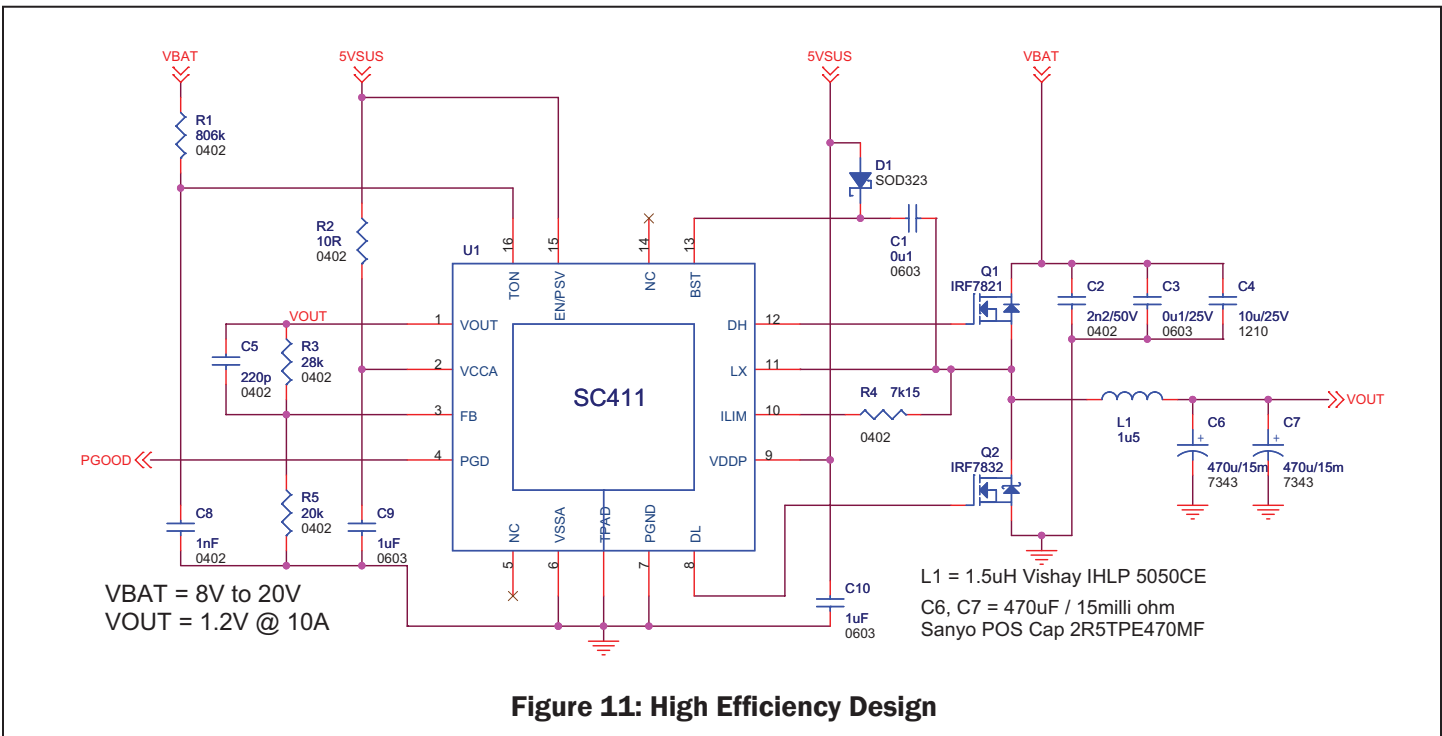 VBAT
5VSUS
5VSUS
VBAT
R1
806k
0402
D1
SOD323
R2
10R
0402
U1
16
15
14
13
C1
0u1
0603
TON
EN/PSV
NC
BST
Q1
IRF7821
C2
2n2/50V
0402
C3
0u1/25V
0603
C4
10u/25V
1210
VOUT
1
VOUT
DH
12
C5
220p
0402
R3
28k
0402
2
VCCA
LX
11
SC411
R4 7k15
0402
3
FB
ILIM
10
VOUT
L1
1u5
C6
470u/15m
7343
C7
470u/15m
7343
PGOOD
4
PGD
VDDP
9
Q2
IRF7832
R5
20k
0402
C8
1nF
0402
C9
1uF
0603
NC
VSSA
TPAD
PGND
DL
5
6
7
8
C10
1uF
0603
VBAT = 8V to 20V
VOUT = 1.2V @ 10A
L1 = 1.5uH Vishay IHLP 5050CE
C6, C7 = 470uF / 15milli ohm
Sanyo POS Cap 2R5TPE470MF
Figure 11: High Efficiency Design